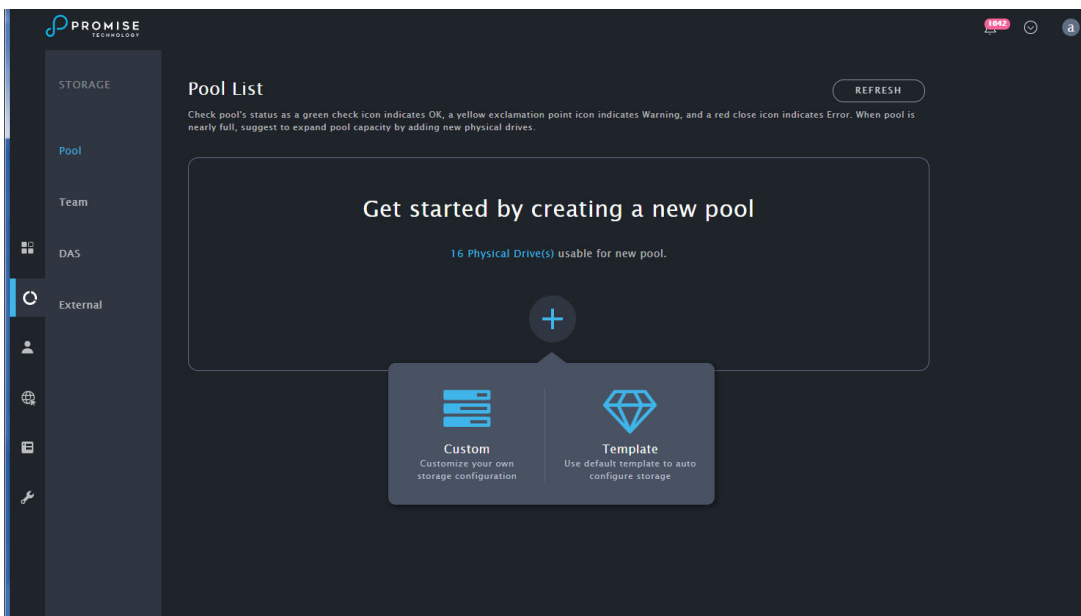 PROMISE
TECHNOLOGY
1042
a
STORAGE
Pool
Team
DAS
External
Pool List
REFRESH
Check pool's status as a green check icon indicates OK, a yellow exclamation point icon indicates Warning, and a red close icon indicates Error. When pool is
nearly full, suggest to expand pool capacity by adding new physical drives.
Get started by creating a new pool
16 Physical Drive(s) usable for new pool.
Custom
Customize your own
storage configuration
Template
Use default template to auto
configure storage